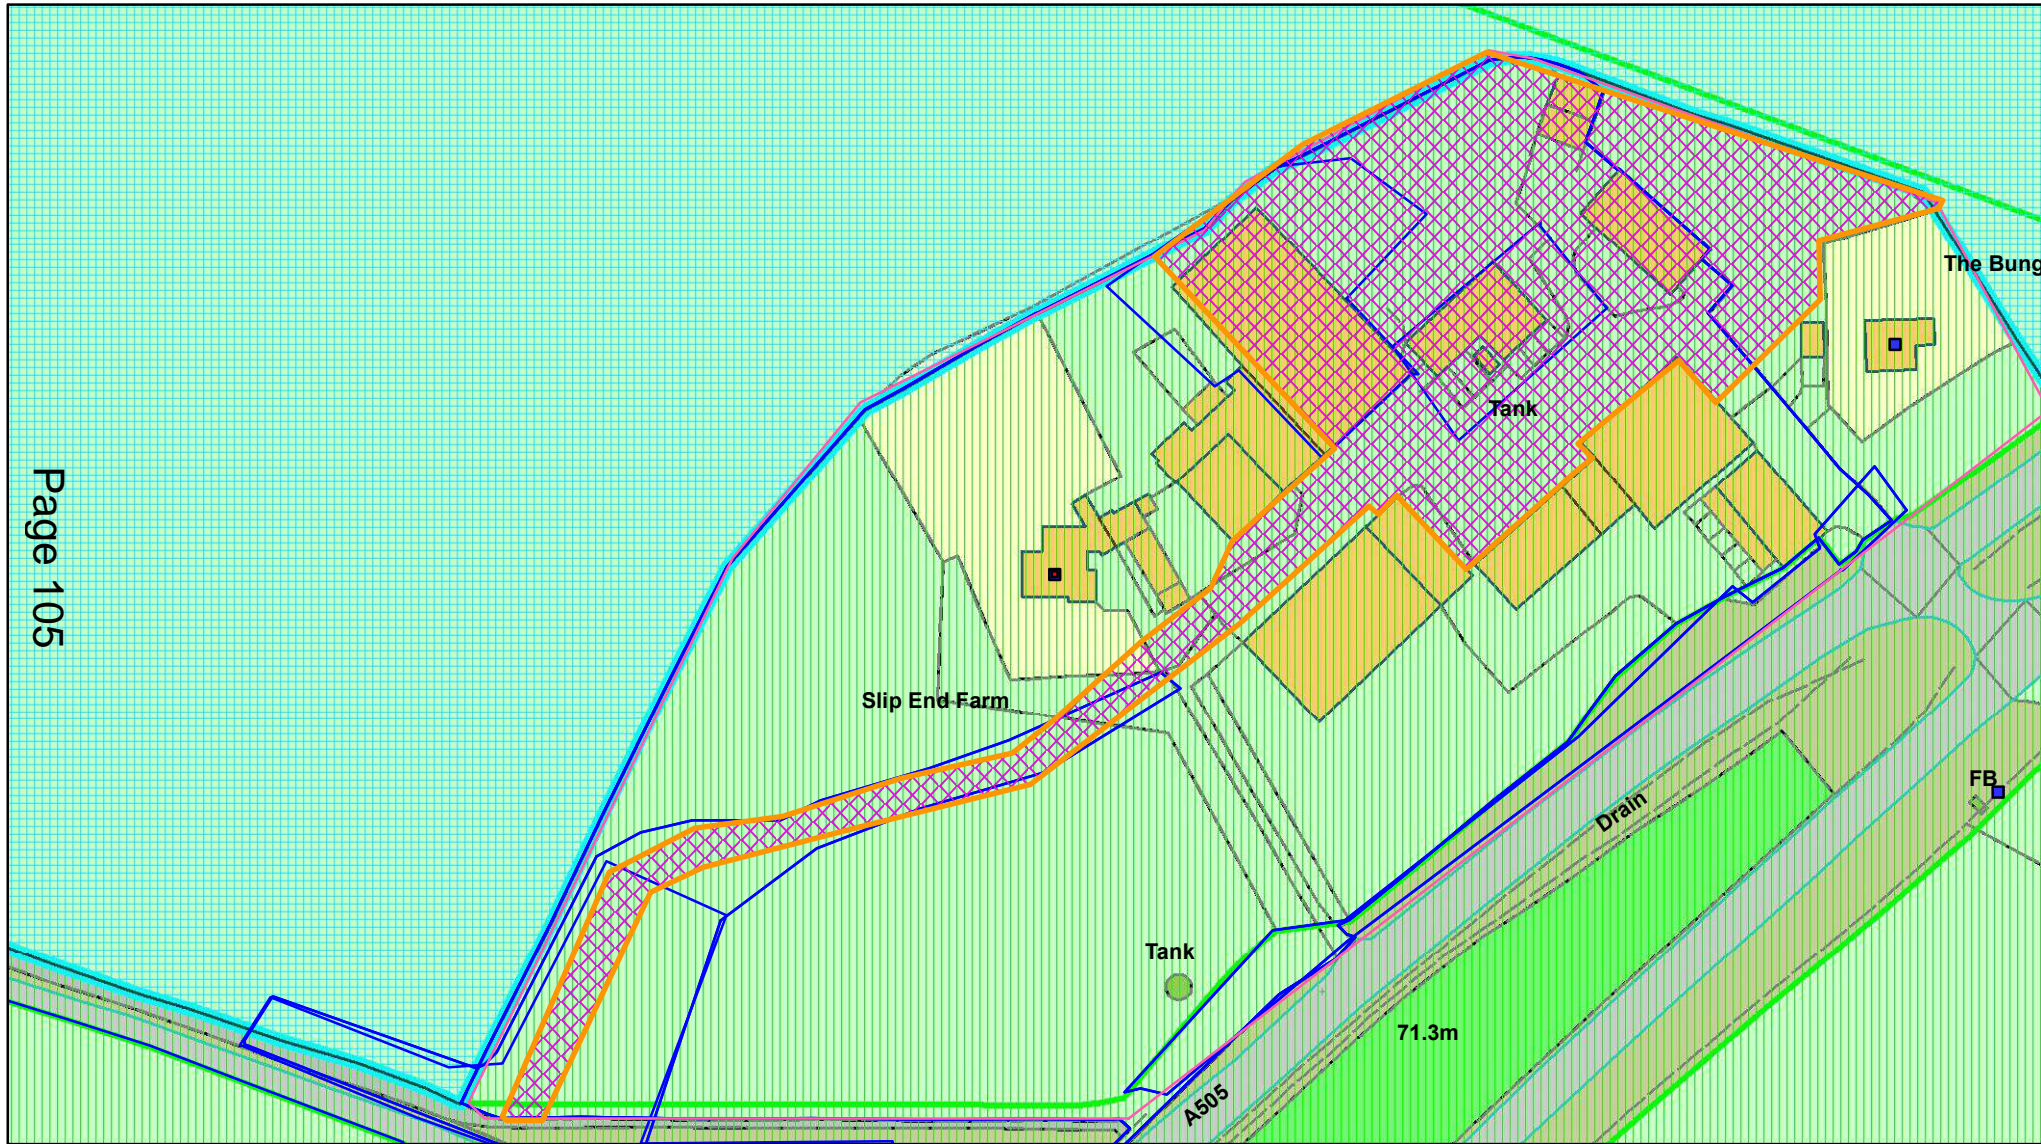 The Bung
Tank
Page 105
Slip End Farm
FB
Drain
Tank
71.3m
A505